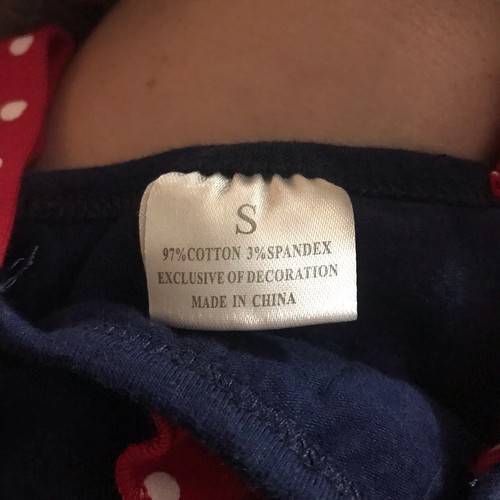 S
97%COTTON 3%SPANDEX
EXCLUSIVE OF DECORATION
MADE IN CHINA